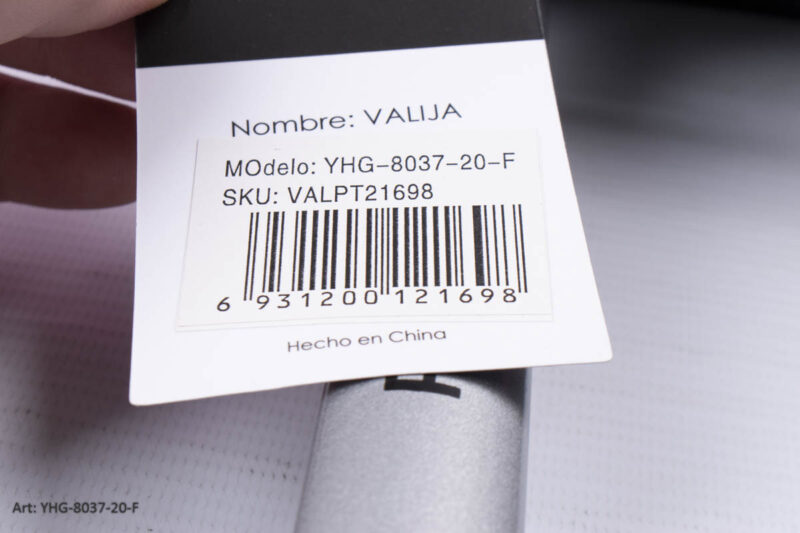 Nombre: VALIJA
MOdelo: YHG-8037-20-F
SKU: VALPT21698
6 931200 121698
Hecho en China
Art: YHG-8037-20-F